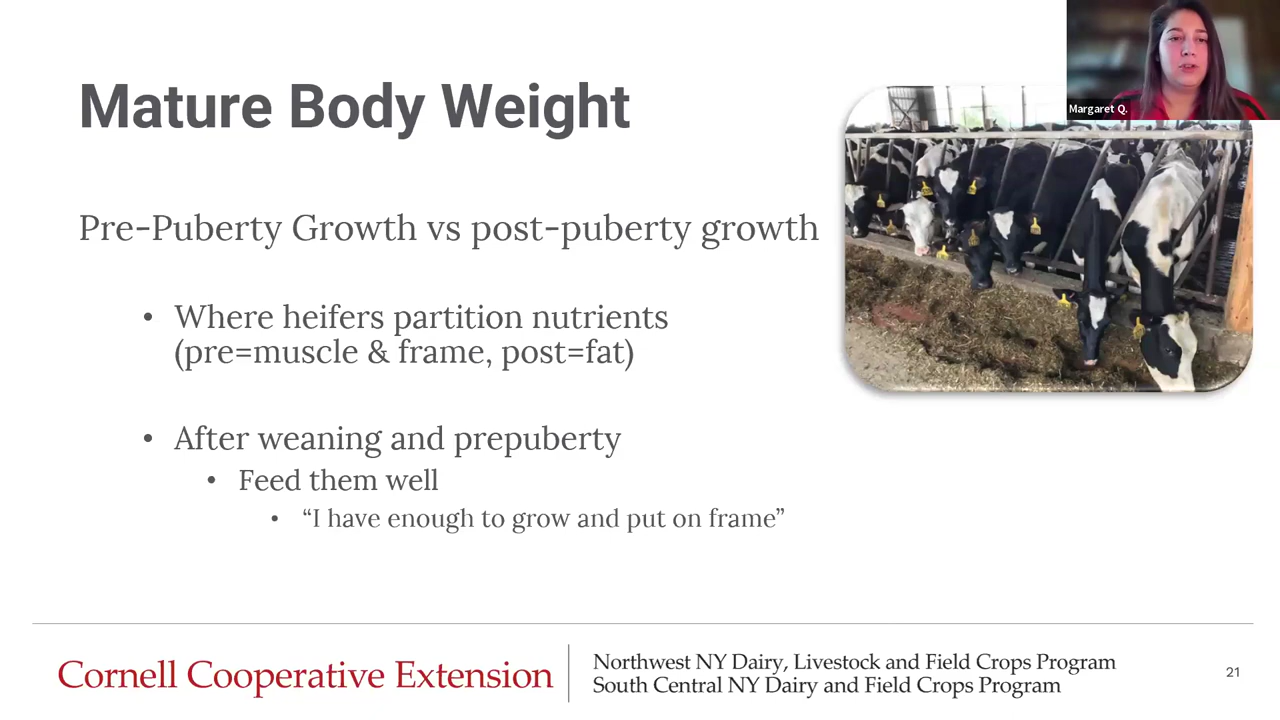 Mature Body Weight
Margaret Q.
Pre-Puberty Growth vs post-puberty growth
• Where heifers partition nutrients
(pre=muscle & frame, post=fat)
• After weaning and prepuberty
• Feed them well
• “I have enough to grow and put on frame”
Cornell Cooperative Extension
Northwest NY Dairy, Livestock and Field Crops Program
South Central NY Dairy and Field Crops Program
21